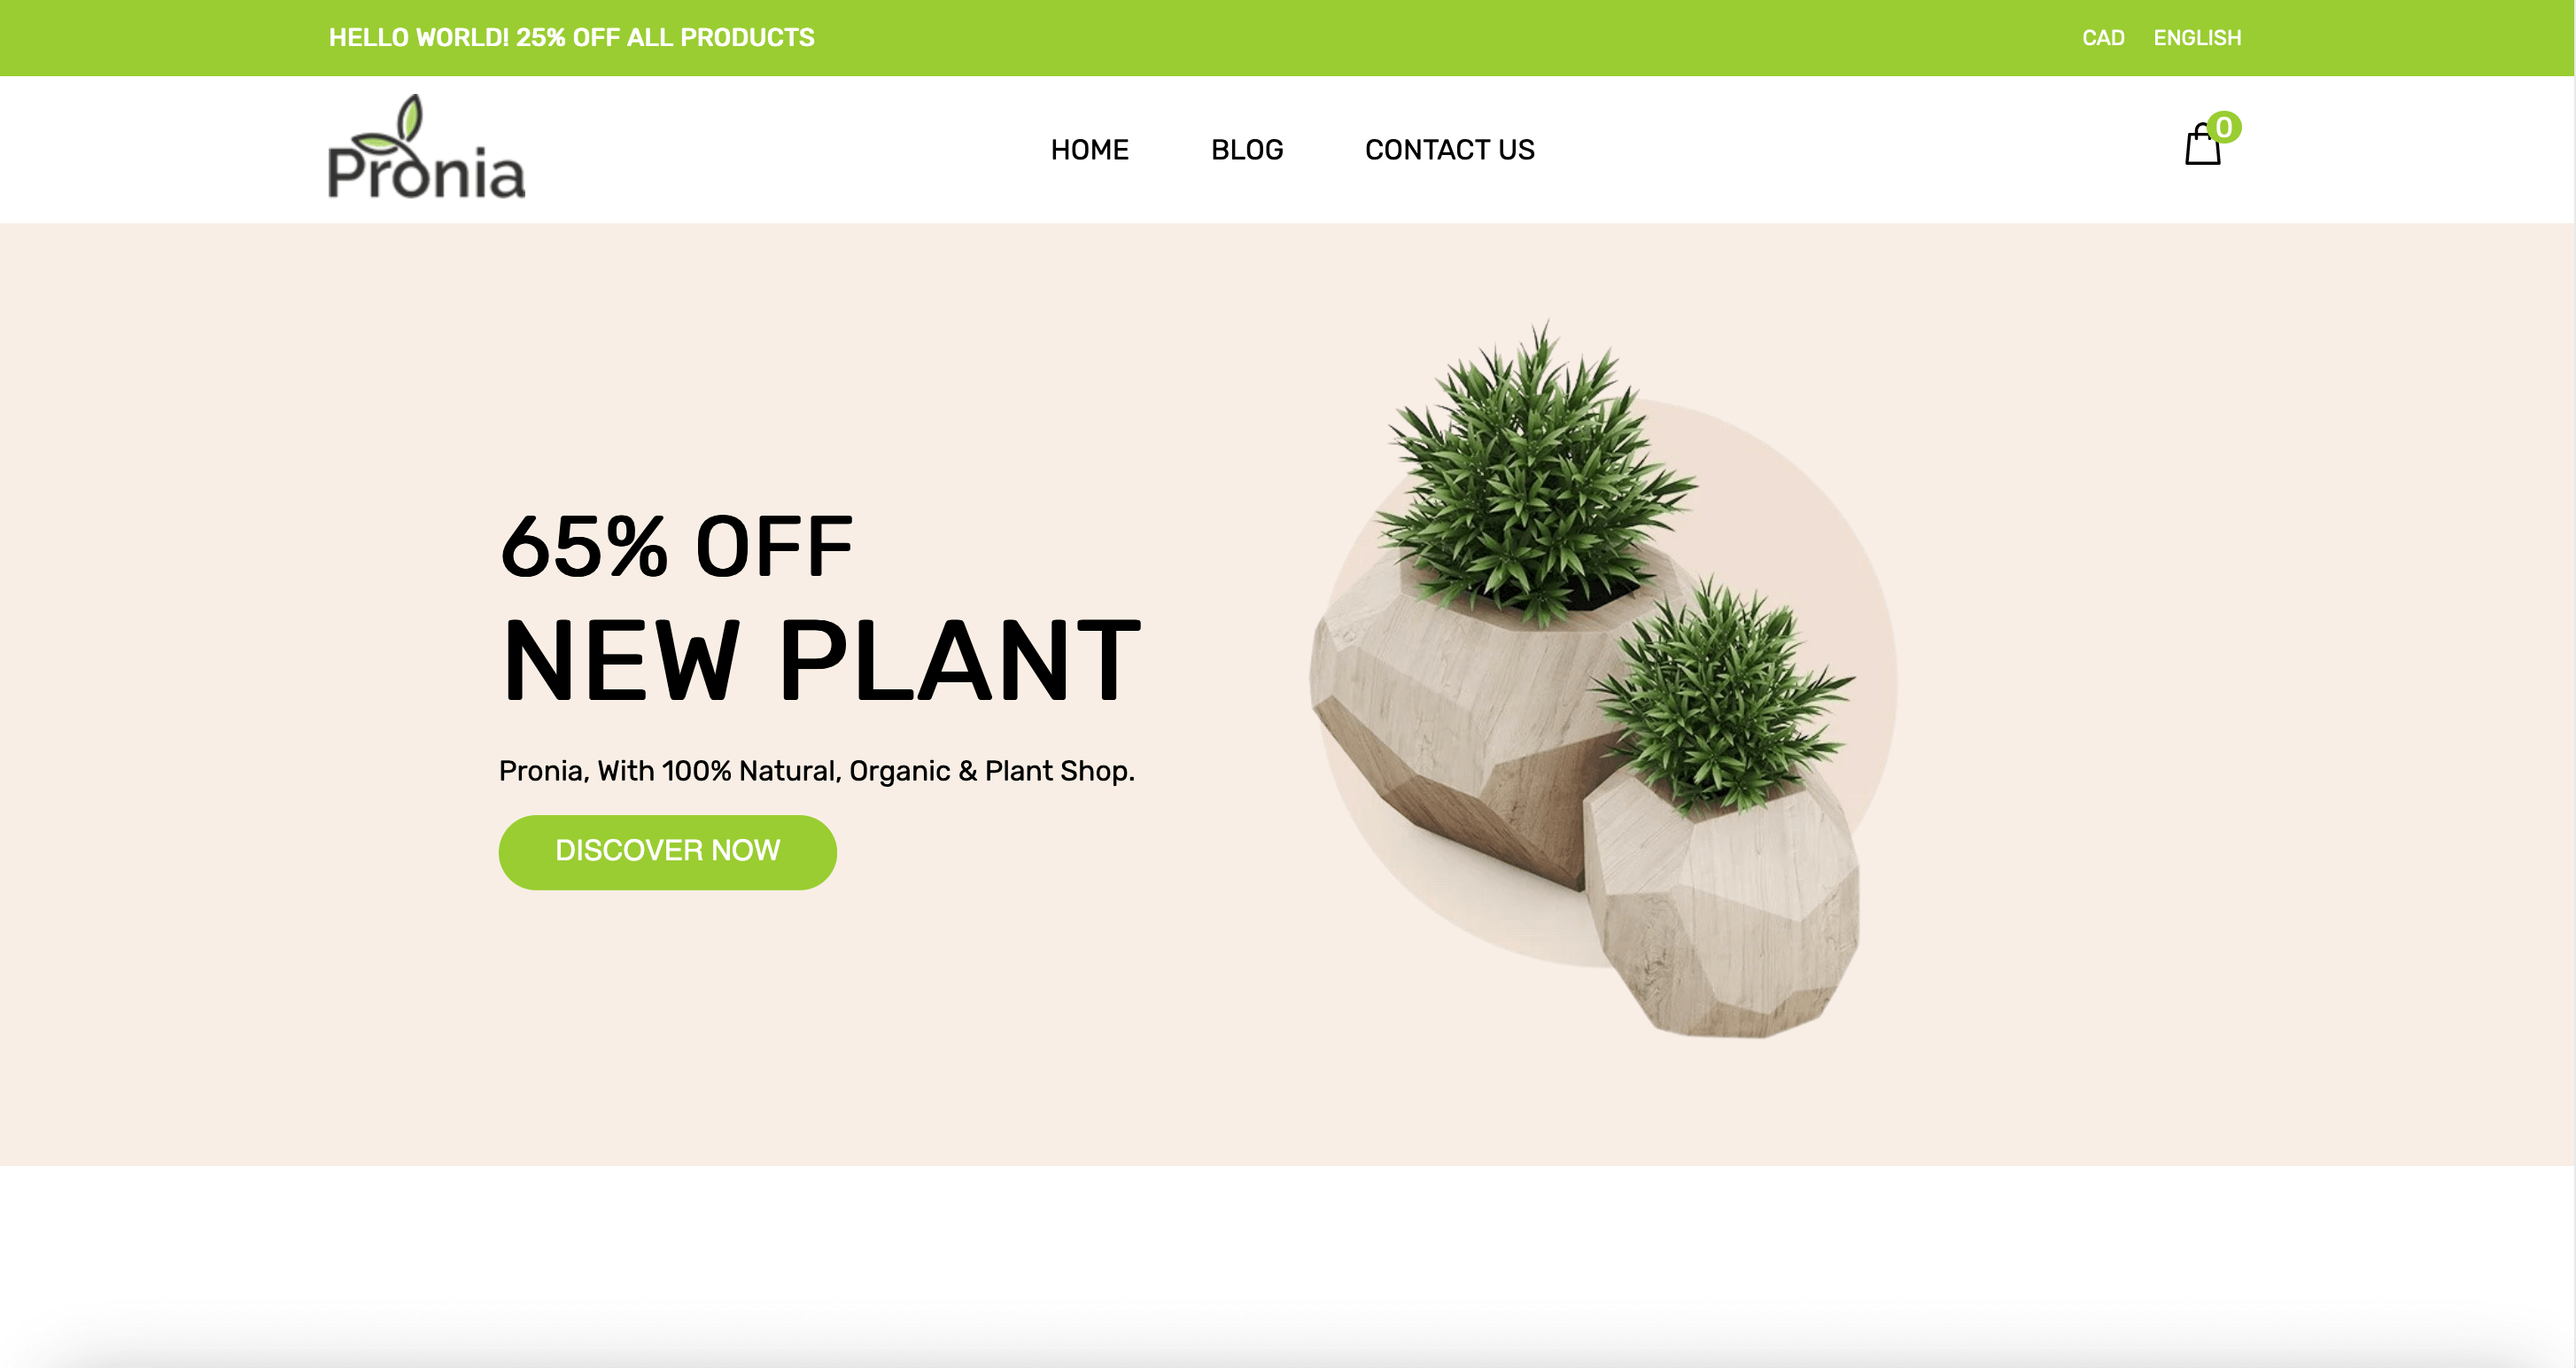 HELLO WORLD! 25% OFF ALL PRODUCTS
CAD ENGLISH
Pronia
HOME BLOG CONTACT US
0
65% OFF
NEW PLANT
Pronia, With 100% Natural, Organic & Plant Shop.
DISCOVER NOW